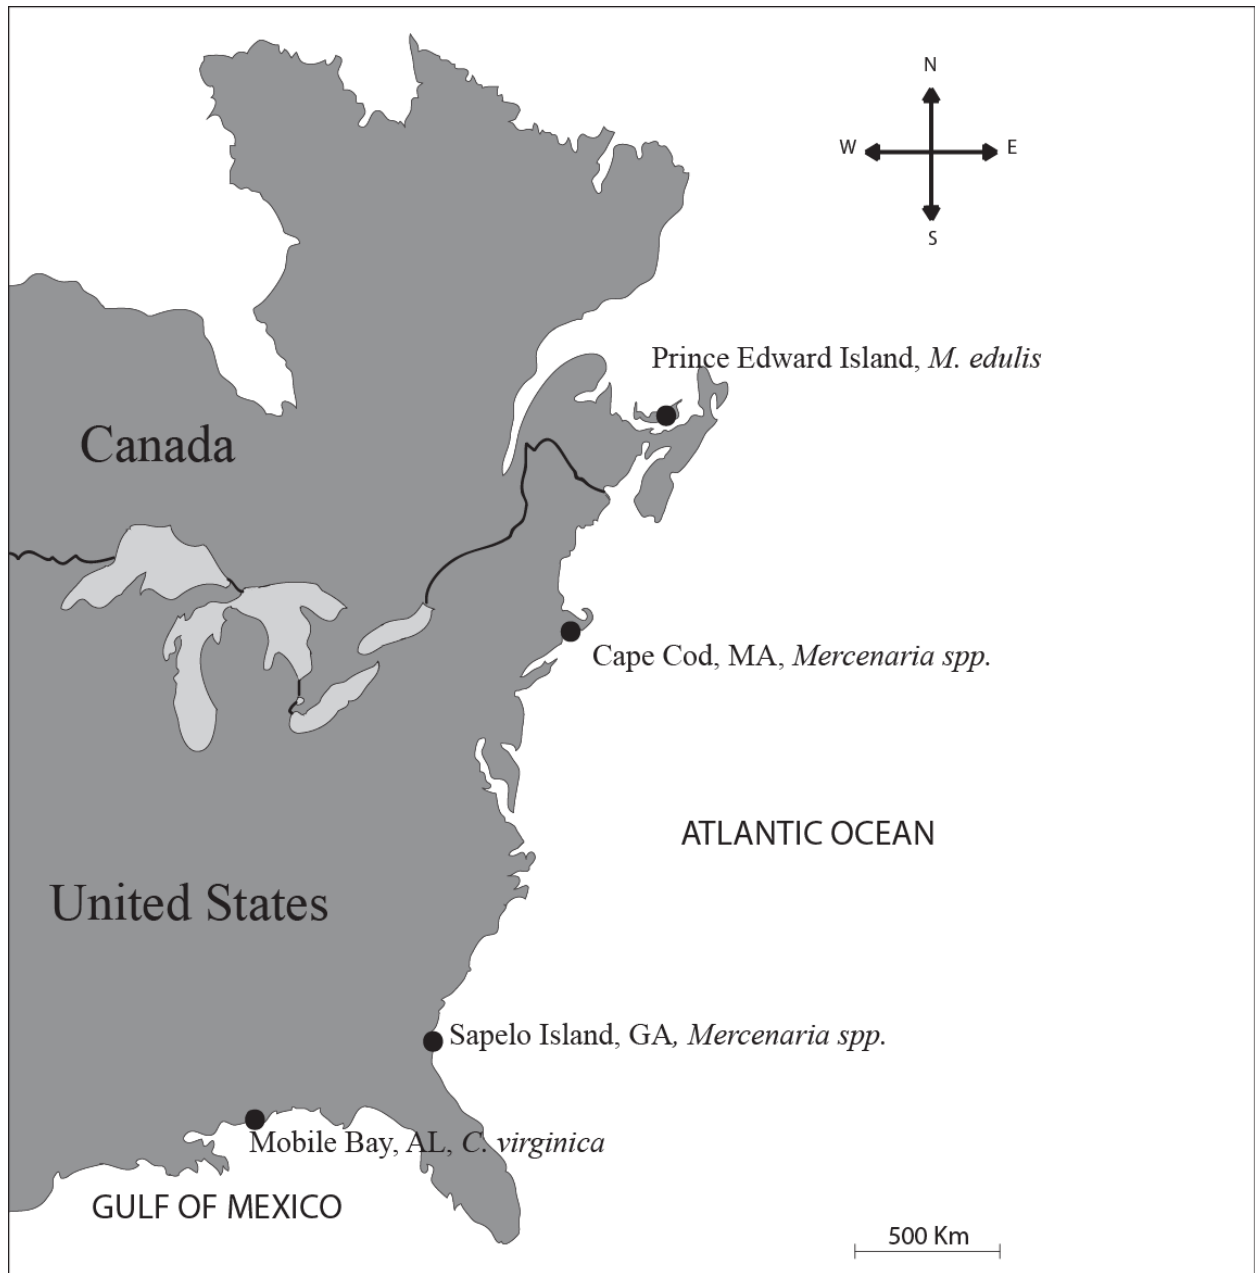 N
W
E
S
Prince Edward Island, M. edulis
Canada
Cape Cod, MA, Mercenaria spp.
ATLANTIC OCEAN
United States
Sapelo Island, GA, Mercenaria spp.
Mobile Bay, AL, C. virginica
GULF OF MEXICO
500 Km